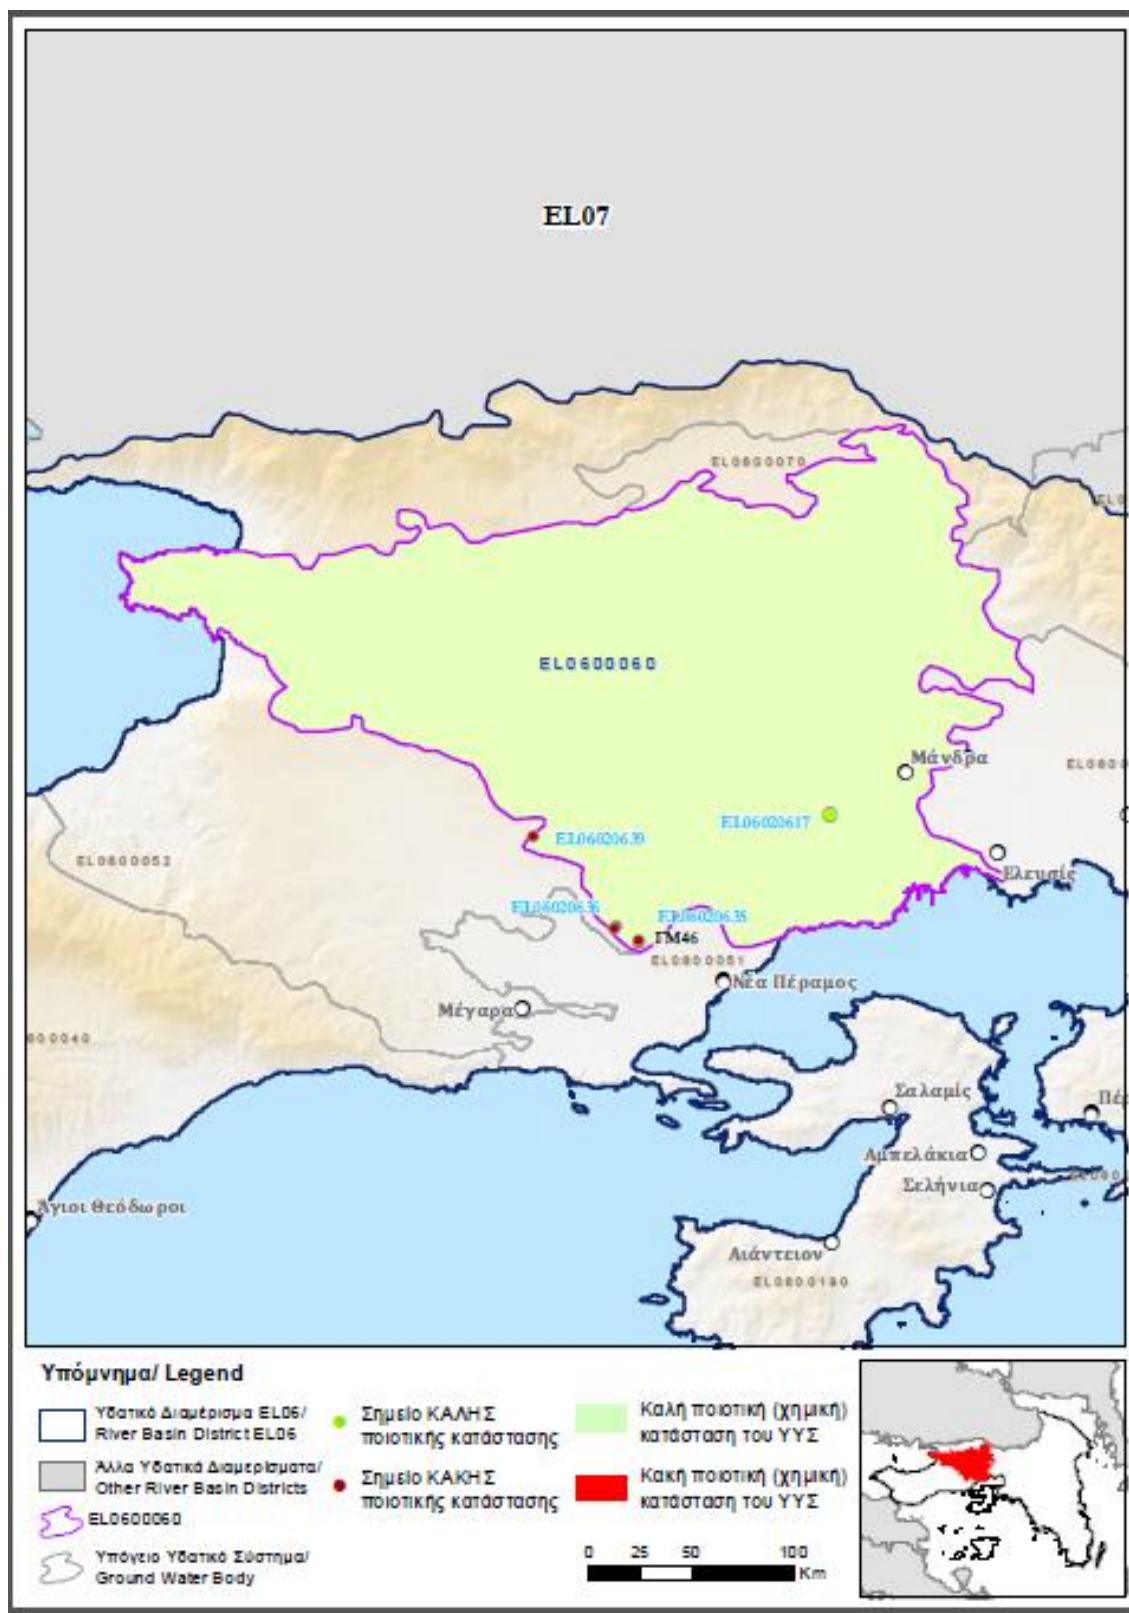 EL07
EL0600070
EL0600060
Μάνδρα
EL06020617
EL06020639
Ελευσίς
EL0600052
EL06020636
EL06020635
ΓΜ46
EL0600051
Νέα Πέραμος
Μέγαρα
Σαλαμίς
Αμπελάκια
Σελήνια
Άγιοι Θεόδωροι
Αιάντειον
EL0600190
Υπόμνημα/ Legend
Υδατικό Διαμέρισμα EL06/
River Basin District EL06
Άλλα Υδατικά Διαμερίσματα/
Other River Basin Districts
EL0600060
Υπόγειο Υδατικό Σύστημα/
Ground Water Body
Σημείο ΚΑΛΗΣ
ποιοτικής κατάστασης
Σημείο ΚΑΚΗΣ
ποιοτικής κατάστασης
Καλή ποιοτική (χημική)
κατάσταση του ΥΥΣ
Κακή ποιοτική (χημική)
κατάσταση του ΥΥΣ
0 25 50 100
Km